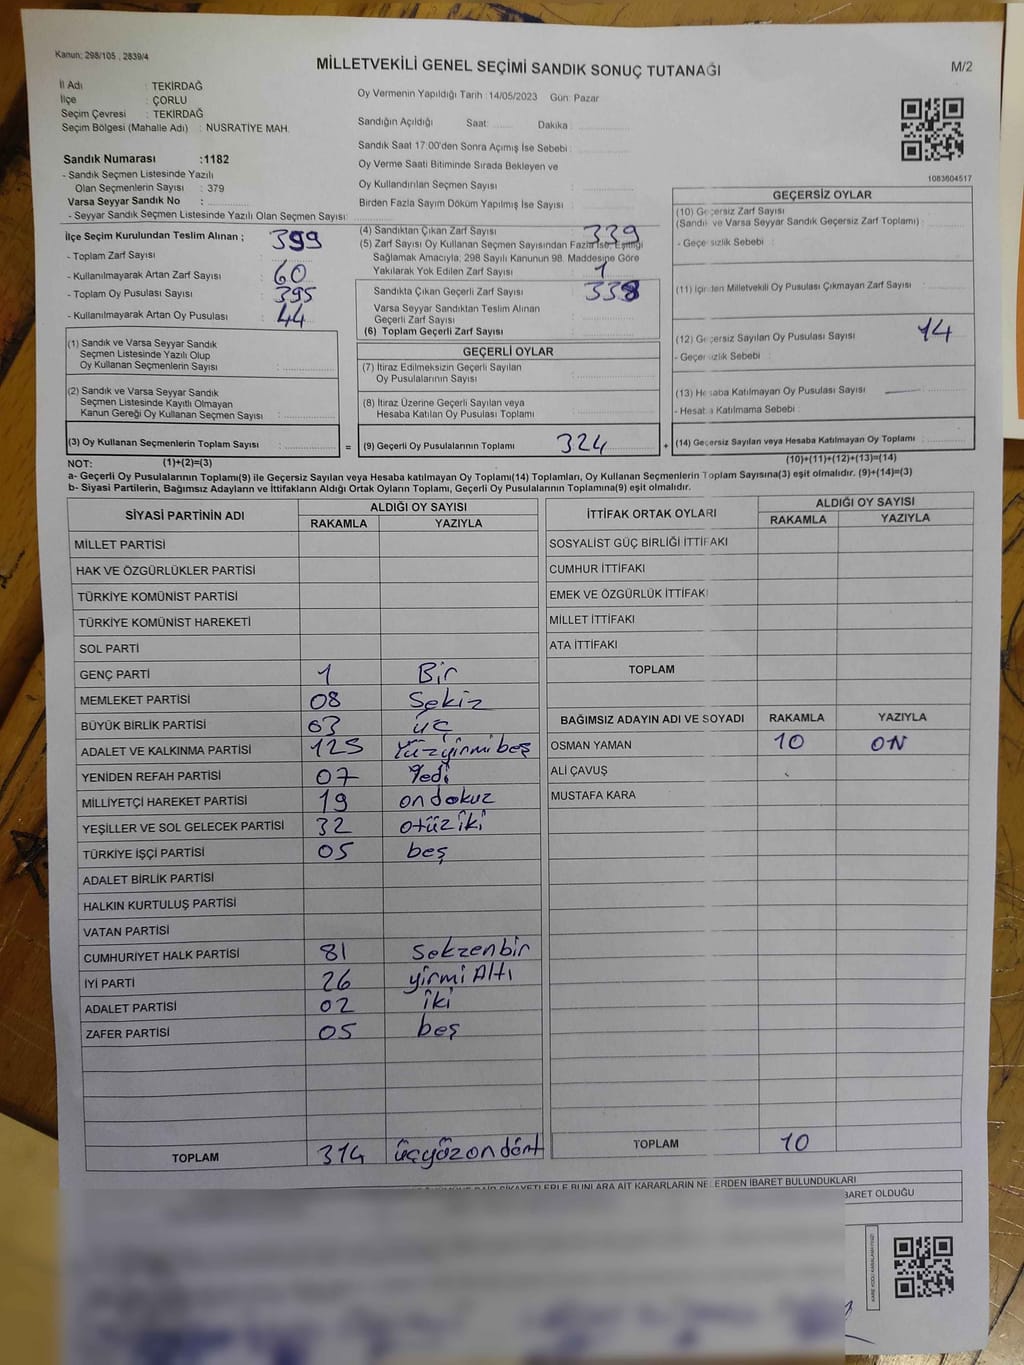 Kanun: 298/105 , 2839/4
MİLLETVEKİLİ GENEL SEÇİMİ SANDIK SONUÇ TUTANAĞI
M/2
İl Adı : TEKİRDAĞ
İlçe : ÇORLU
Seçim Çevresi : TEKİRDAĞ
Seçim Bölgesi (Mahalle Adı) : NUSRATİYE MAH.
Oy Vermenin Yapıldığı Tarih :14/05/2023 Gün: Pazar
Sandığın Açıldığı Saat: ...... Dakika : ..............
Sandık Saat 17:00'den Sonra Açımış İse Sebebi :
Oy Verme Saati Bitiminde Sırada Bekleyen ve
Oy Kullandırılan Seçmen Sayısı :
Birden Fazla Sayım Döküm Yapılmış İse Sayısı :
Sandık Numarası :1182
- Sandık Seçmen Listesinde Yazılı
Olan Seçmenlerin Sayısı : 379
Varsa Seyyar Sandık No :
- Seyyar Sandık Seçmen Listesinde Yazılı Olan Seçmen Sayısı:
1083604517
İlçe Seçim Kurulundan Teslim Alınan ;
- Toplam Zarf Sayısı : 399
- Kullanılmayarak Artan Zarf Sayısı : 60
- Toplam Oy Pusulası Sayısı : 395
- Kullanılmayarak Artan Oy Pusulası : 44
(4) Sandıktan Çıkan Zarf Sayısı : 339
(5) Zarf Sayısı Oy Kullanan Seçmen Sayısından Fazla İse, Eşitliği
Sağlamak Amacıyla; 298 Sayılı Kanunun 98. Maddesine Göre
Yakılarak Yok Edilen Zarf Sayısı : 1
Sandıkta Çıkan Geçerli Zarf Sayısı : 338
Varsa Seyyar Sandıktan Teslim Alınan
Geçerli Zarf Sayısı :
(6) Toplam Geçerli Zarf Sayısı :
GEÇERSİZ OYLAR
(10) Geçersiz Zarf Sayısı
(Sandık ve Varsa Seyyar Sandık Geçersiz Zarf Toplamı) :
- Geçersizlik Sebebi :
(11) İçinden Milletvekili Oy Pusulası Çıkmayan Zarf Sayısı :
(12) Geçersiz Sayılan Oy Pusulası Sayısı : 14
- Geçersizlik Sebebi :
(13) Hesaba Katılmayan Oy Pusulası Sayısı :
- Hesaba Katılmama Sebebi :
(14) Geçersiz Sayılan veya Hesaba Katılmayan Oy Toplamı :
(1) Sandık ve Varsa Seyyar Sandık
Seçmen Listesinde Yazılı Olup
Oy Kullanan Seçmenlerin Sayısı :
(2) Sandık ve Varsa Seyyar Sandık
Seçmen Listesinde Kayıtlı Olmayan
Kanun Gereği Oy Kullanan Seçmen Sayısı :
(3) Oy Kullanan Seçmenlerin Toplam Sayısı :
GEÇERLİ OYLAR
(7) İtiraz Edilmeksizin Geçerli Sayılan
Oy Pusulalarının Sayısı :
(8) İtiraz Üzerine Geçerli Sayılan veya
Hesaba Katılan Oy Pusulası Toplamı :
= (9) Geçerli Oy Pusulalarının Toplamı : 324 +
NOT: (1)+(2)=(3)
(10)+(11)+(12)+(13)=(14)
a- Geçerli Oy Pusulalarının Toplamı(9) ile Geçersiz Sayılan veya Hesaba katılmayan Oy Toplamı(14) Toplamları, Oy Kullanan Seçmenlerin Toplam Sayısına(3) eşit olmalıdır. (9)+(14)=(3)
b- Siyasi Partilerin, Bağımsız Adayların ve İttifakların Aldığı Ortak Oyların Toplamı, Geçerli Oy Pusulalarının Toplamına(9) eşit olmalıdır.
SİYASİ PARTİNİN ADI ALDIĞI OY SAYISI
RAKAMLA YAZIYLA
MİLLET PARTİSİ
HAK VE ÖZGÜRLÜKLER PARTİSİ
TÜRKİYE KOMÜNİST PARTİSİ
TÜRKİYE KOMÜNİST HAREKETİ
SOL PARTİ
GENÇ PARTİ 1 Bir
MEMLEKET PARTİSİ 08 Sekiz
BÜYÜK BİRLİK PARTİSİ 03 üç
ADALET VE KALKINMA PARTİSİ 125 Yüzyirmibeş
YENİDEN REFAH PARTİSİ 07 Yedi
MİLLİYETÇİ HAREKET PARTİSİ 19 ondokuz
YEŞİLLER VE SOL GELECEK PARTİSİ 32 otüziki
TÜRKİYE İŞÇİ PARTİSİ 05 beş
ADALET BİRLİK PARTİSİ
HALKIN KURTULUŞ PARTİSİ
VATAN PARTİSİ
CUMHURİYET HALK PARTİSİ 81 Sekzenbir
İYİ PARTİ 26 yirmi Altı
ADALET PARTİSİ 02 iki
ZAFER PARTİSİ 05 beş
TOPLAM 314 üçyüzondört
İTTİFAK ORTAK OYLARI ALDIĞI OY SAYISI
RAKAMLA YAZIYLA
SOSYALİST GÜÇ BİRLİĞİ İTTİFAKI
CUMHUR İTTİFAKI
EMEK VE ÖZGÜRLÜK İTTİFAKI
MİLLET İTTİFAKI
ATA İTTİFAKI
TOPLAM
BAĞIMSIZ ADAYIN ADI VE SOYADI RAKAMLA YAZIYLA
OSMAN YAMAN 10 ON
ALİ ÇAVUŞ
MUSTAFA KARA
TOPLAM 10
BUNLARA AİT KARARLARIN NELERDEN İBARET BULUNDUKLARI
İBARET OLDUĞU